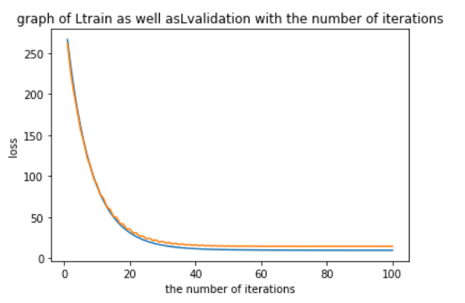 graph of Ltrain as well asLvalidation with the number of iterations
250
200
150
100
50
0
loss
0 20 40 60 80 100
the number of iterations